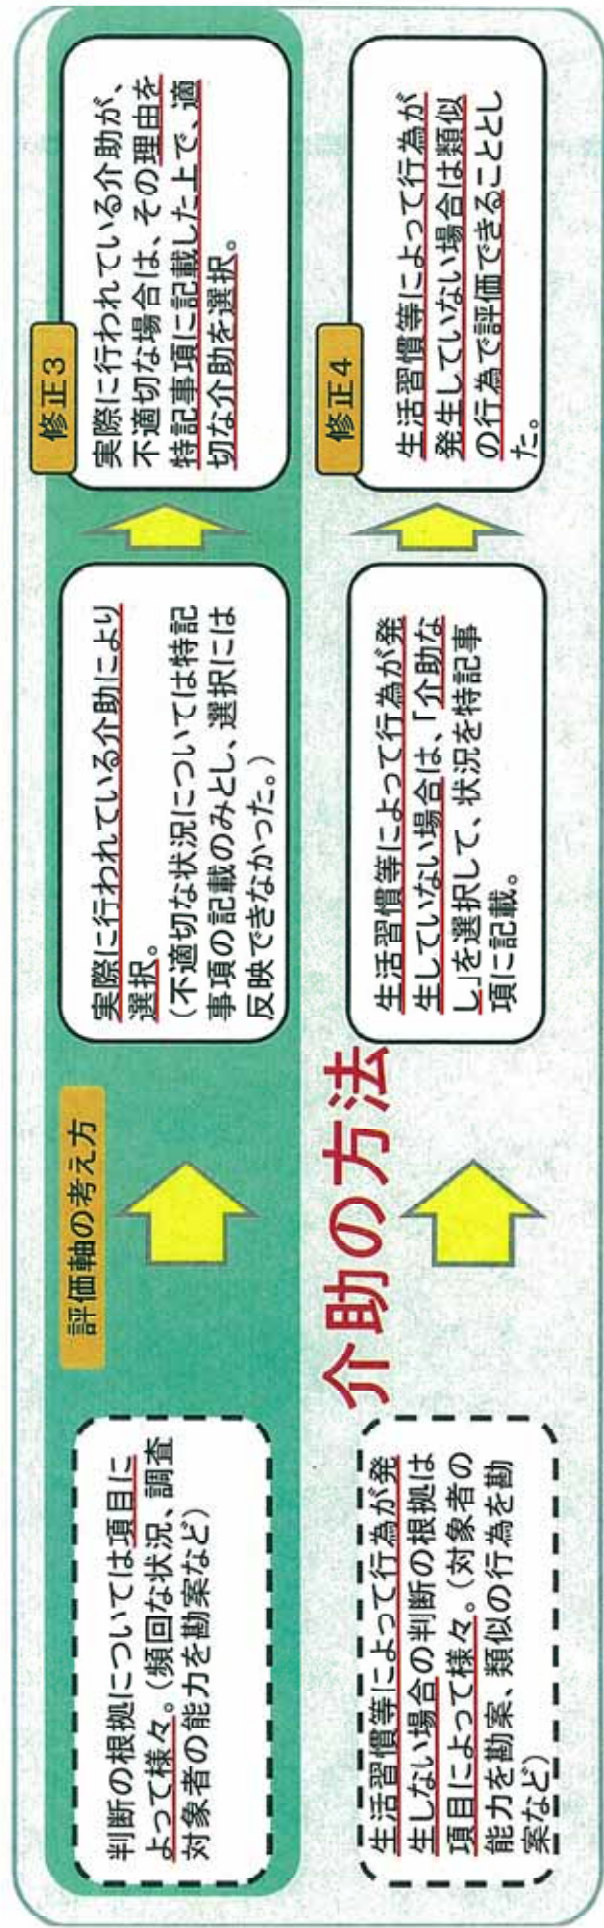 評価軸の考え方
判断の根拠については項目に
よって様々。(頻回な状況、調査
対象者の能力を勘案など)
実際に行われている介助により
選択。
(不適切な状況については特記
事項の記載のみとし、選択には
反映できなかった。)
修正3
実際に行われている介助が、
不適切な場合は、その理由を
特記事項に記載した上で、適
切な介助を選択。
介助の方法
生活習慣等によって行為が発
生しない場合の判断の根拠は
項目によって様々。(対象者の
能力を勘案、類似の行為を勘
案など)
生活習慣等によって行為が発
生していない場合は、「介助な
し」を選択して、状況を特記事
項に記載。
修正4
生活習慣等によって行為が
発生していない場合は類似
の行為で評価できることとし
た。